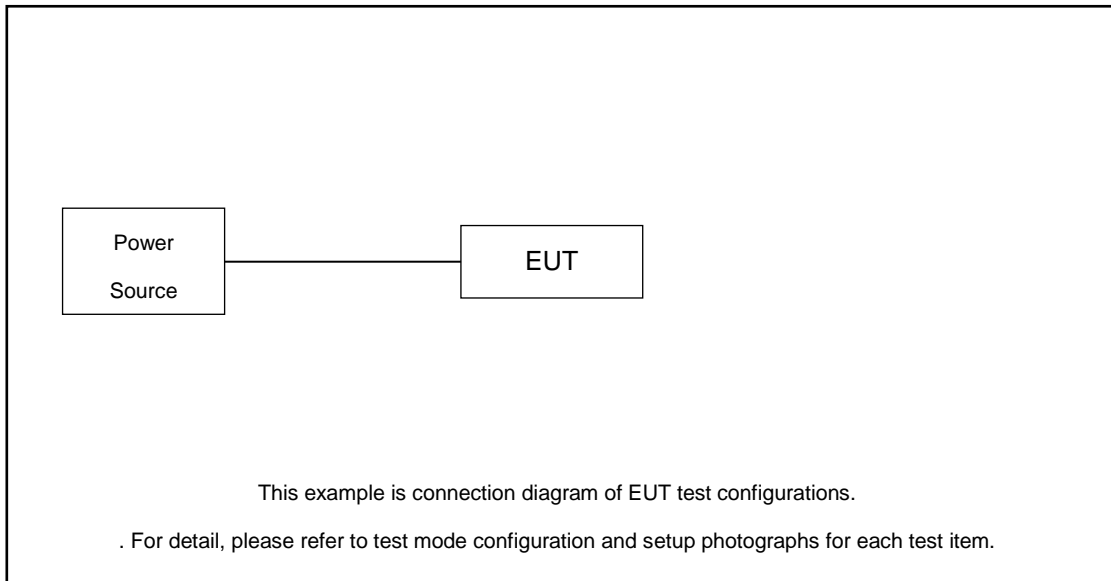 Power
Source
EUT
This example is connection diagram of EUT test configurations.
. For detail, please refer to test mode configuration and setup photographs for each test item.